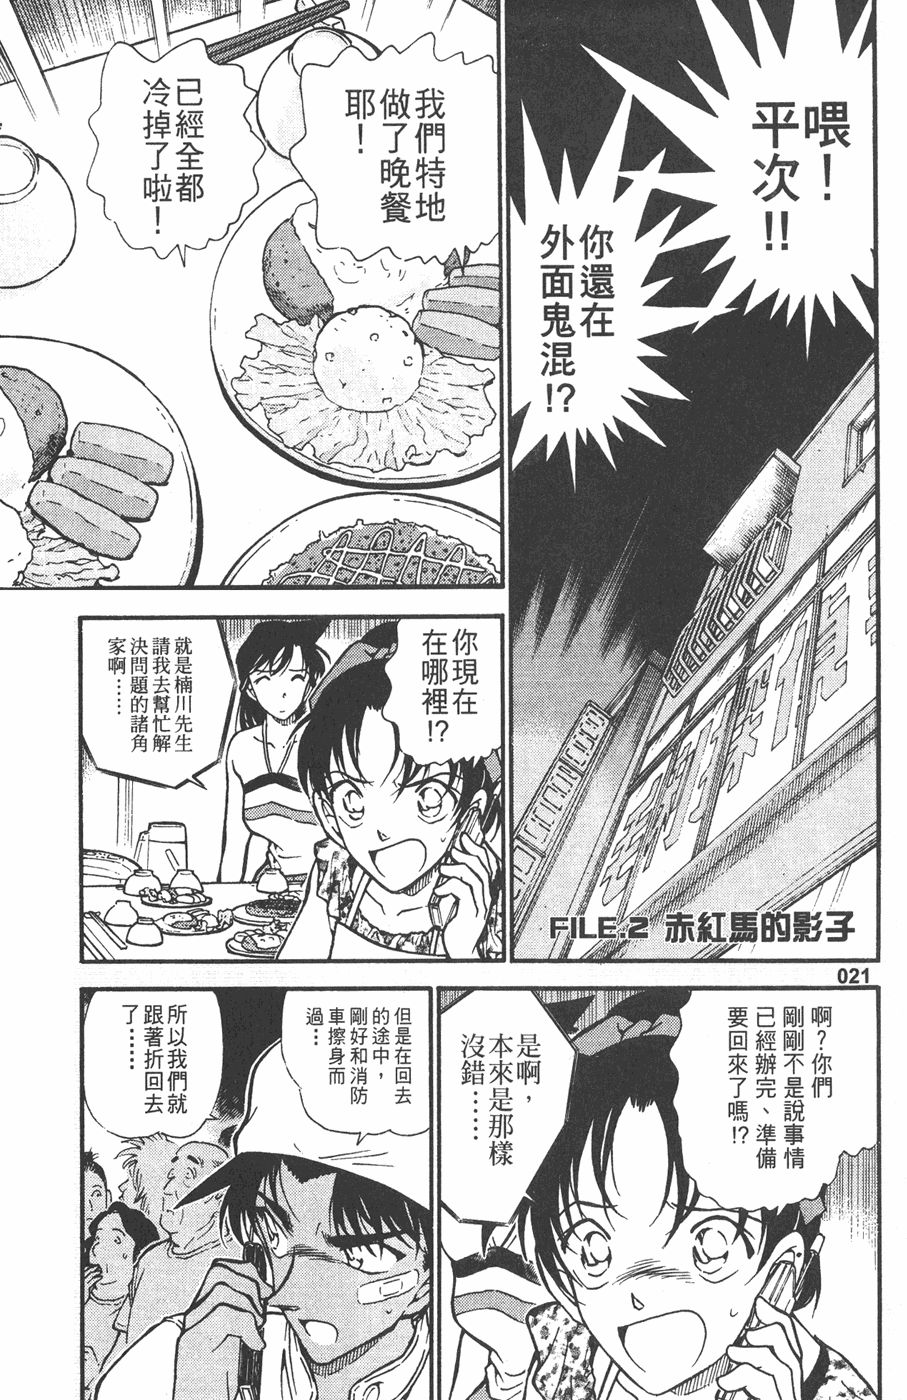 喂！
平次!!
你還在
外面鬼混!?
我們特地
做了晚餐
耶！
已經全都
冷掉了啦！
FILE.2 赤紅馬的影子
你現在
在哪裡!?
就是楠川先生
請我去幫忙解
決問題的諸角
家啊……
021
啊？你們
剛剛不是說事情
已經辦完、準備
要回來了嗎!?
是啊，
本來是那樣
沒錯……
但是在回去
的途中，
剛好和消防
車擦身而
過…
所以我們就
跟著折回去
了……